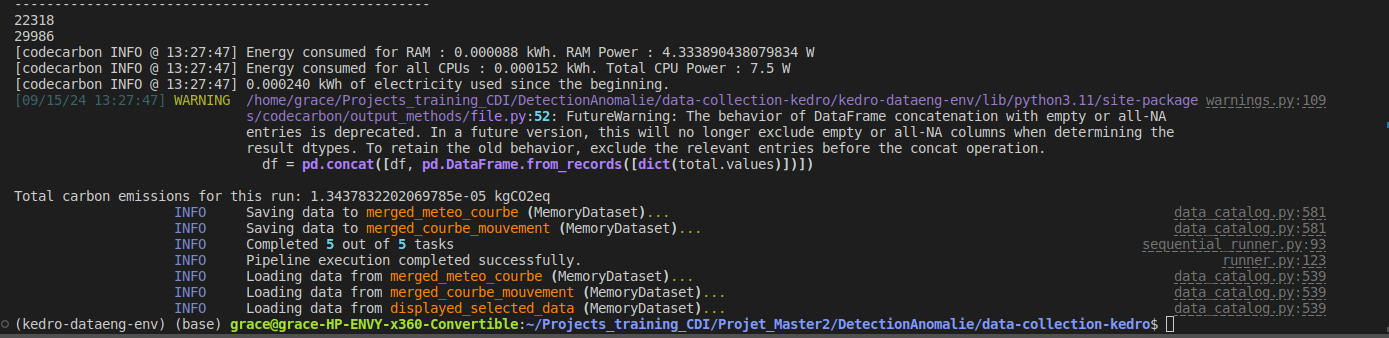 ----------------------------------------------------
22318
29986
[codecarbon INFO @ 13:27:47] Energy consumed for RAM : 0.000088 kWh. RAM Power : 4.333890438079834 W
[codecarbon INFO @ 13:27:47] Energy consumed for all CPUs : 0.000152 kWh. Total CPU Power : 7.5 W
[codecarbon INFO @ 13:27:47] 0.000240 kWh of electricity used since the beginning.
[09/15/24 13:27:47] WARNING /home/grace/Projects_training_CDI/DetectionAnomalie/data-collection-kedro/kedro-dataeng-env/lib/python3.11/site-package warnings.py:109
s/codecarbon/output_methods/file.py:52: FutureWarning: The behavior of DataFrame concatenation with empty or all-NA
entries is deprecated. In a future version, this will no longer exclude empty or all-NA columns when determining the
result dtypes. To retain the old behavior, exclude the relevant entries before the concat operation.
df = pd.concat([df, pd.DataFrame.from_records([dict(total.values)])])
Total carbon emissions for this run: 1.3437832202069785e-05 kgCO2eq
INFO Saving data to merged_meteo_courbe (MemoryDataset)... data_catalog.py:581
INFO Saving data to merged_courbe_mouvement (MemoryDataset)... data_catalog.py:581
INFO Completed 5 out of 5 tasks sequential_runner.py:93
INFO Pipeline execution completed successfully. runner.py:123
INFO Loading data from merged_meteo_courbe (MemoryDataset)... data_catalog.py:539
INFO Loading data from merged_courbe_mouvement (MemoryDataset)... data_catalog.py:539
INFO Loading data from displayed_selected_data (MemoryDataset)... data_catalog.py:539
(kedro-dataeng-env) (base) grace@grace-HP-ENVY-x360-Convertible:~/Projects_training_CDI/Projet_Master2/DetectionAnomalie/data-collection-kedro$